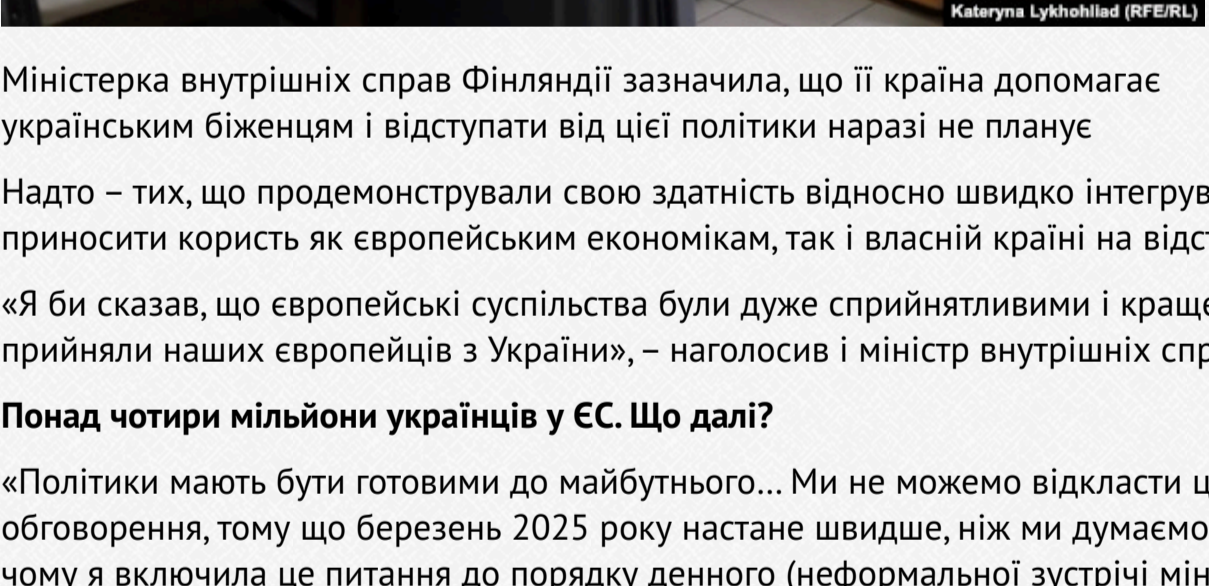 Kateryna Lykhohliad (RFE/RL)
Міністерка внутрішніх справ Фінляндії зазначила, що її країна допомагає
українським біженцям і відступати від цієї політики наразі не планує
Надто – тих, що продемонстрували свою здатність відносно швидко інтегрув
приносити користь як європейським економікам, так і власній країні на відст
«Я би сказав, що європейські суспільства були дуже сприйнятливими і краще
прийняли наших європейців з України», – наголосив і міністр внутрішніх спр
Понад чотири мільйони українців у ЄС. Що далі?
«Політики мають бути готовими до майбутнього... Ми не можемо відкласти ц
обговорення, тому що березень 2025 року настане швидше, ніж ми думаємо
чому я включила це питання до порядку денного (неформальної зустрічі мін